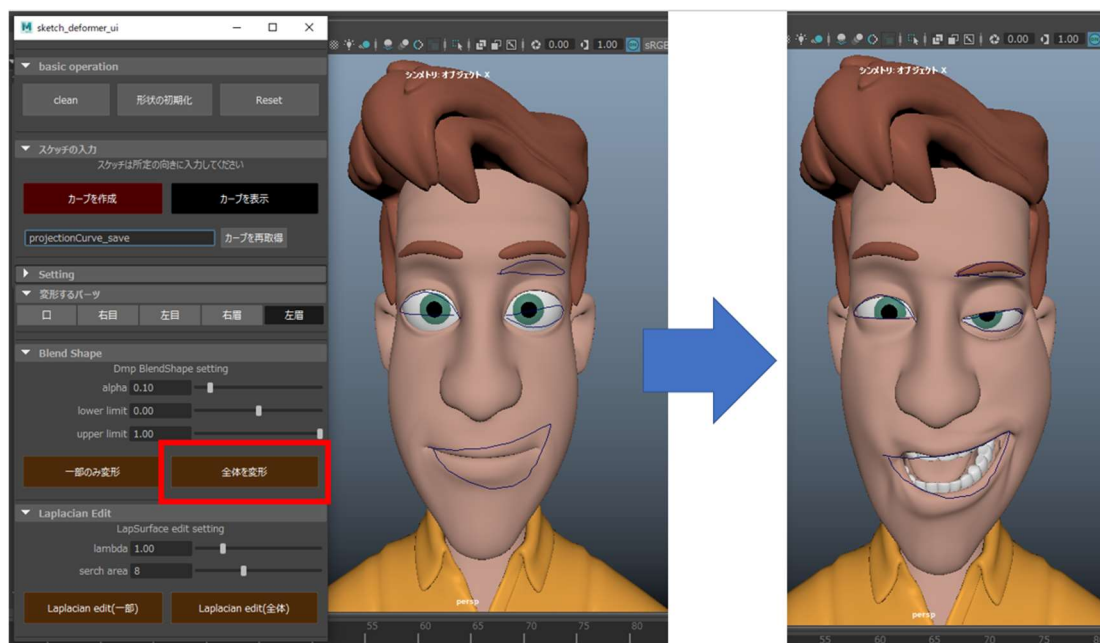 sketch_deformer_ui
basic operation
clean
形状の初期化
Reset
スケッチの入力
スケッチは所定の向きに入力してください
カーブを作成
カーブを表示
projectionCurve_save
カーブを再取得
Setting
変形するパーツ
口
右目
左目
右眉
左眉
Blend Shape
Dmp BlendShape setting
alpha 0.10
lower limit 0.00
upper limit 1.00
一部のみ変形
全体を変形
Laplacian Edit
LapSurface edit setting
lambda 1.00
serch area 8
Laplacian edit(一部)
Laplacian edit(全体)
0.00 1.00 sRGB
シンメトリ: オブジェクト X
persp
55 60 65 70 75 80
0.00 1.00
シンメトリ: オブジェクト X
persp
55 60 65 70 75 80